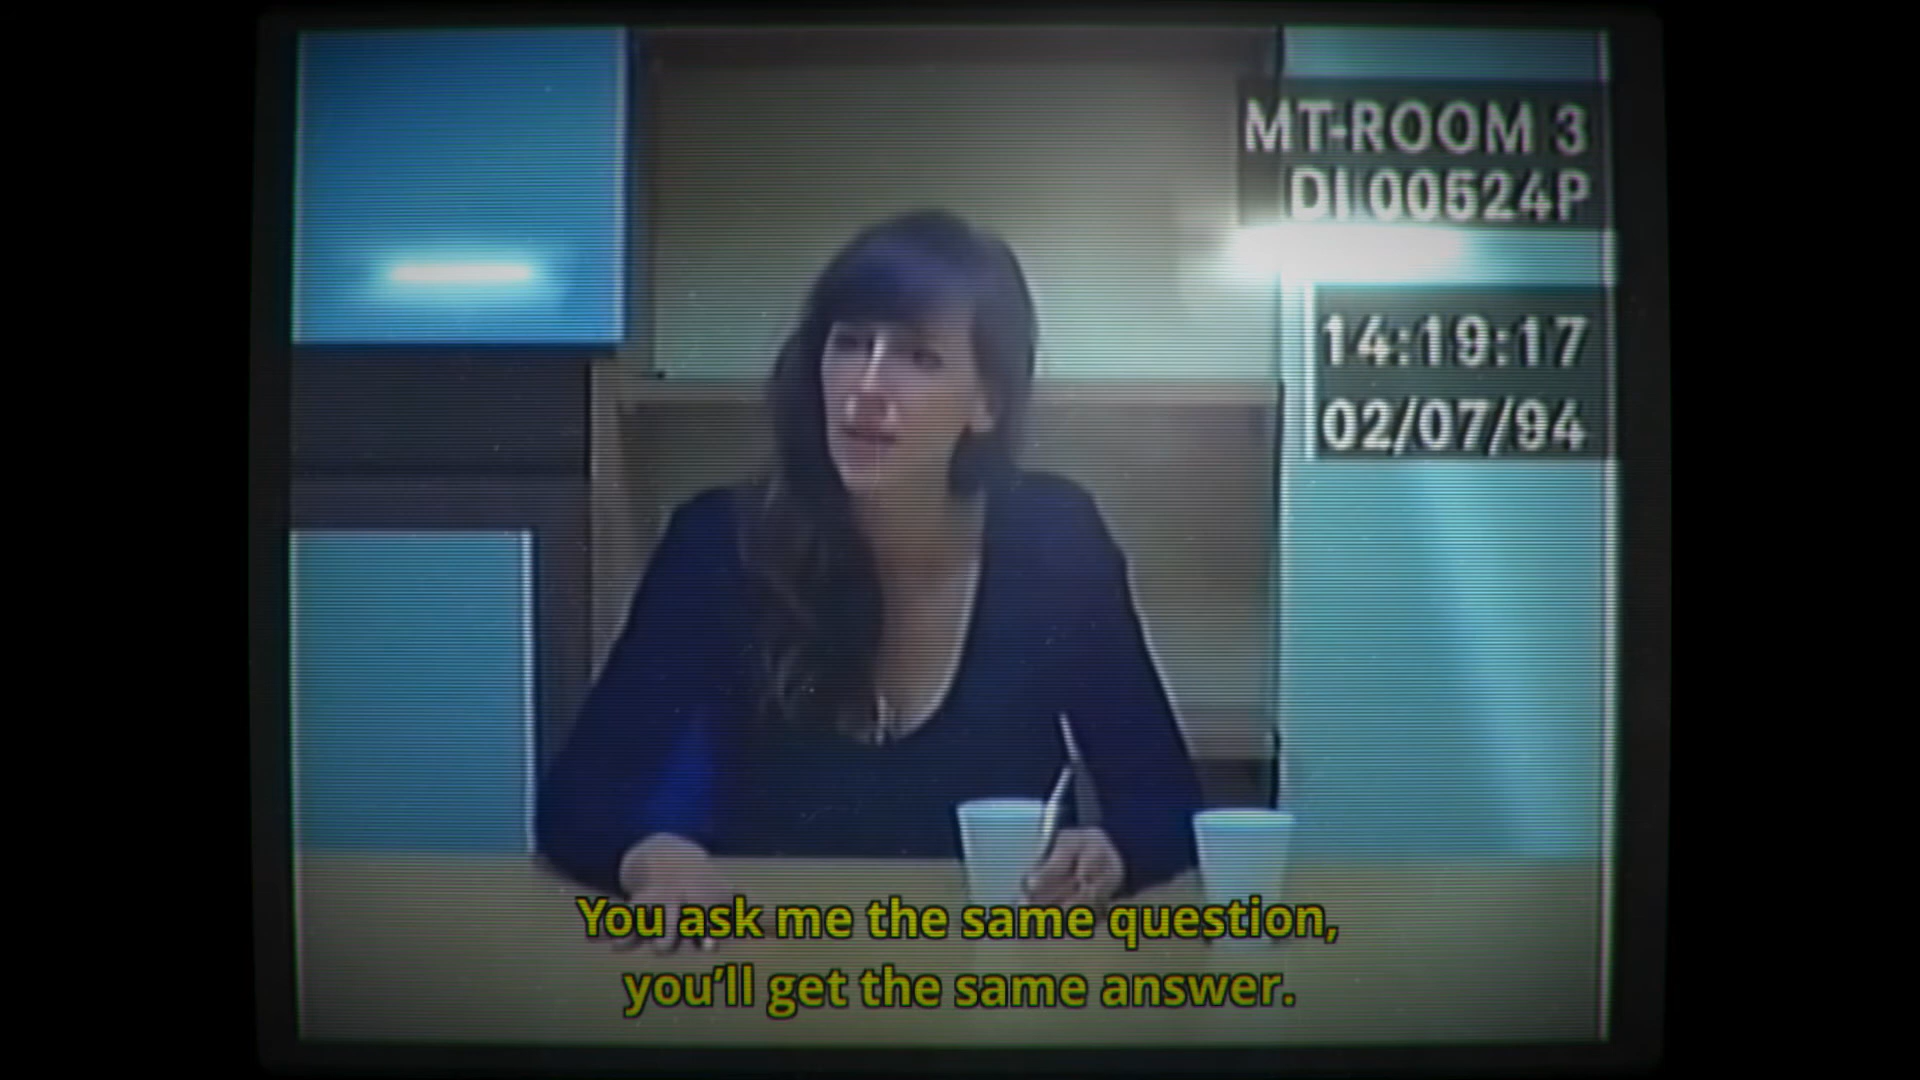 MT-ROOM 3
DI 00524P
14:19:17
02/07/94
You ask me the same question,
you'll get the same answer.